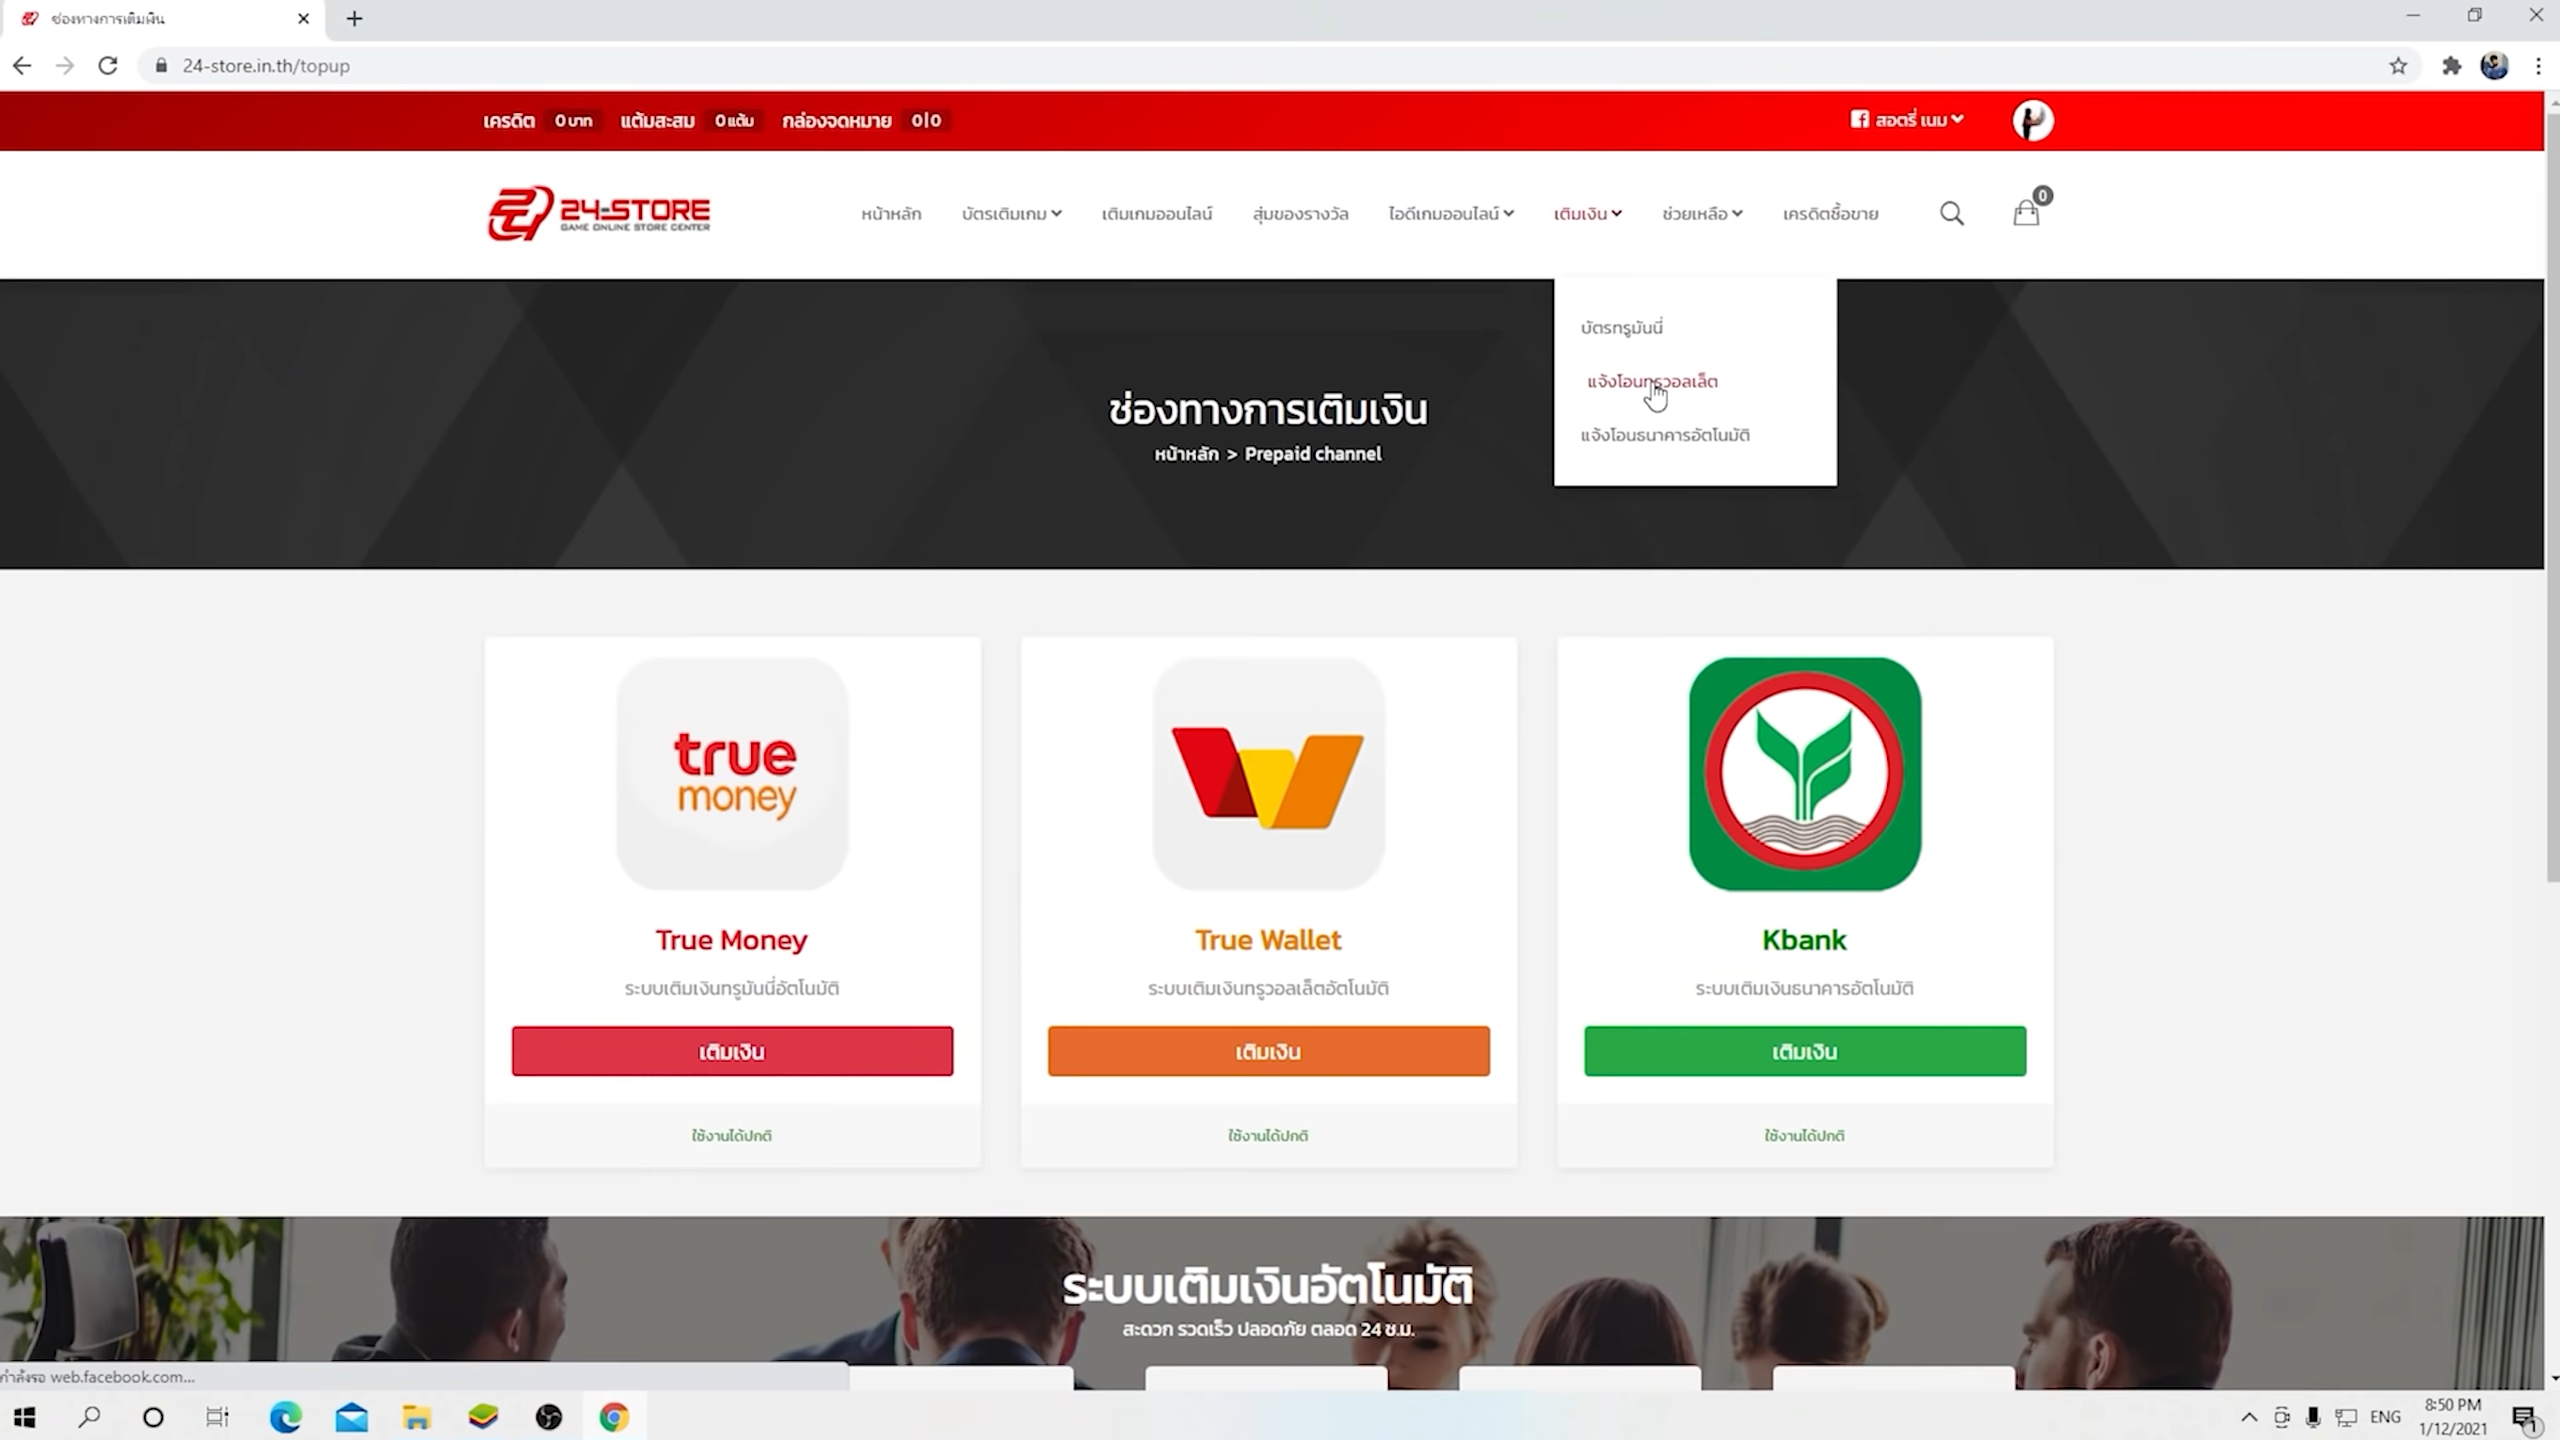 ช่องทางการเติมเงิน
24-store.in.th/topup
เครดิต 0 บาท แต้มสะสม 0 แต้ม กล่องจดหมาย 0|0 สอตรี่ เนม
24-STORE
GAME ONLINE STORE CENTER
หน้าหลัก บัตรเติมเกม เติมเกมออนไลน์ สุ่มของรางวัล ไอดีเกมออนไลน์ เติมเงิน ช่วยเหลือ เครดิตซื้อขาย 0
บัตรทรูมันนี่
แจ้งโอนทรูวอลเล็ต
แจ้งโอนธนาคารอัตโนมัติ
ช่องทางการเติมเงิน
หน้าหลัก > Prepaid channel
true
money
True Money
ระบบเติมเงินทรูมันนี่อัตโนมัติ
เติมเงิน
ใช้งานได้ปกติ
True Wallet
ระบบเติมเงินทรูวอลเล็ตอัตโนมัติ
เติมเงิน
ใช้งานได้ปกติ
Kbank
ระบบเติมเงินธนาคารอัตโนมัติ
เติมเงิน
ใช้งานได้ปกติ
ระบบเติมเงินอัตโนมัติ
สะดวก รวดเร็ว ปลอดภัย ตลอด 24 ช.ม.
กำลังรอ web.facebook.com...
ENG
8:50 PM
1/12/2021
1